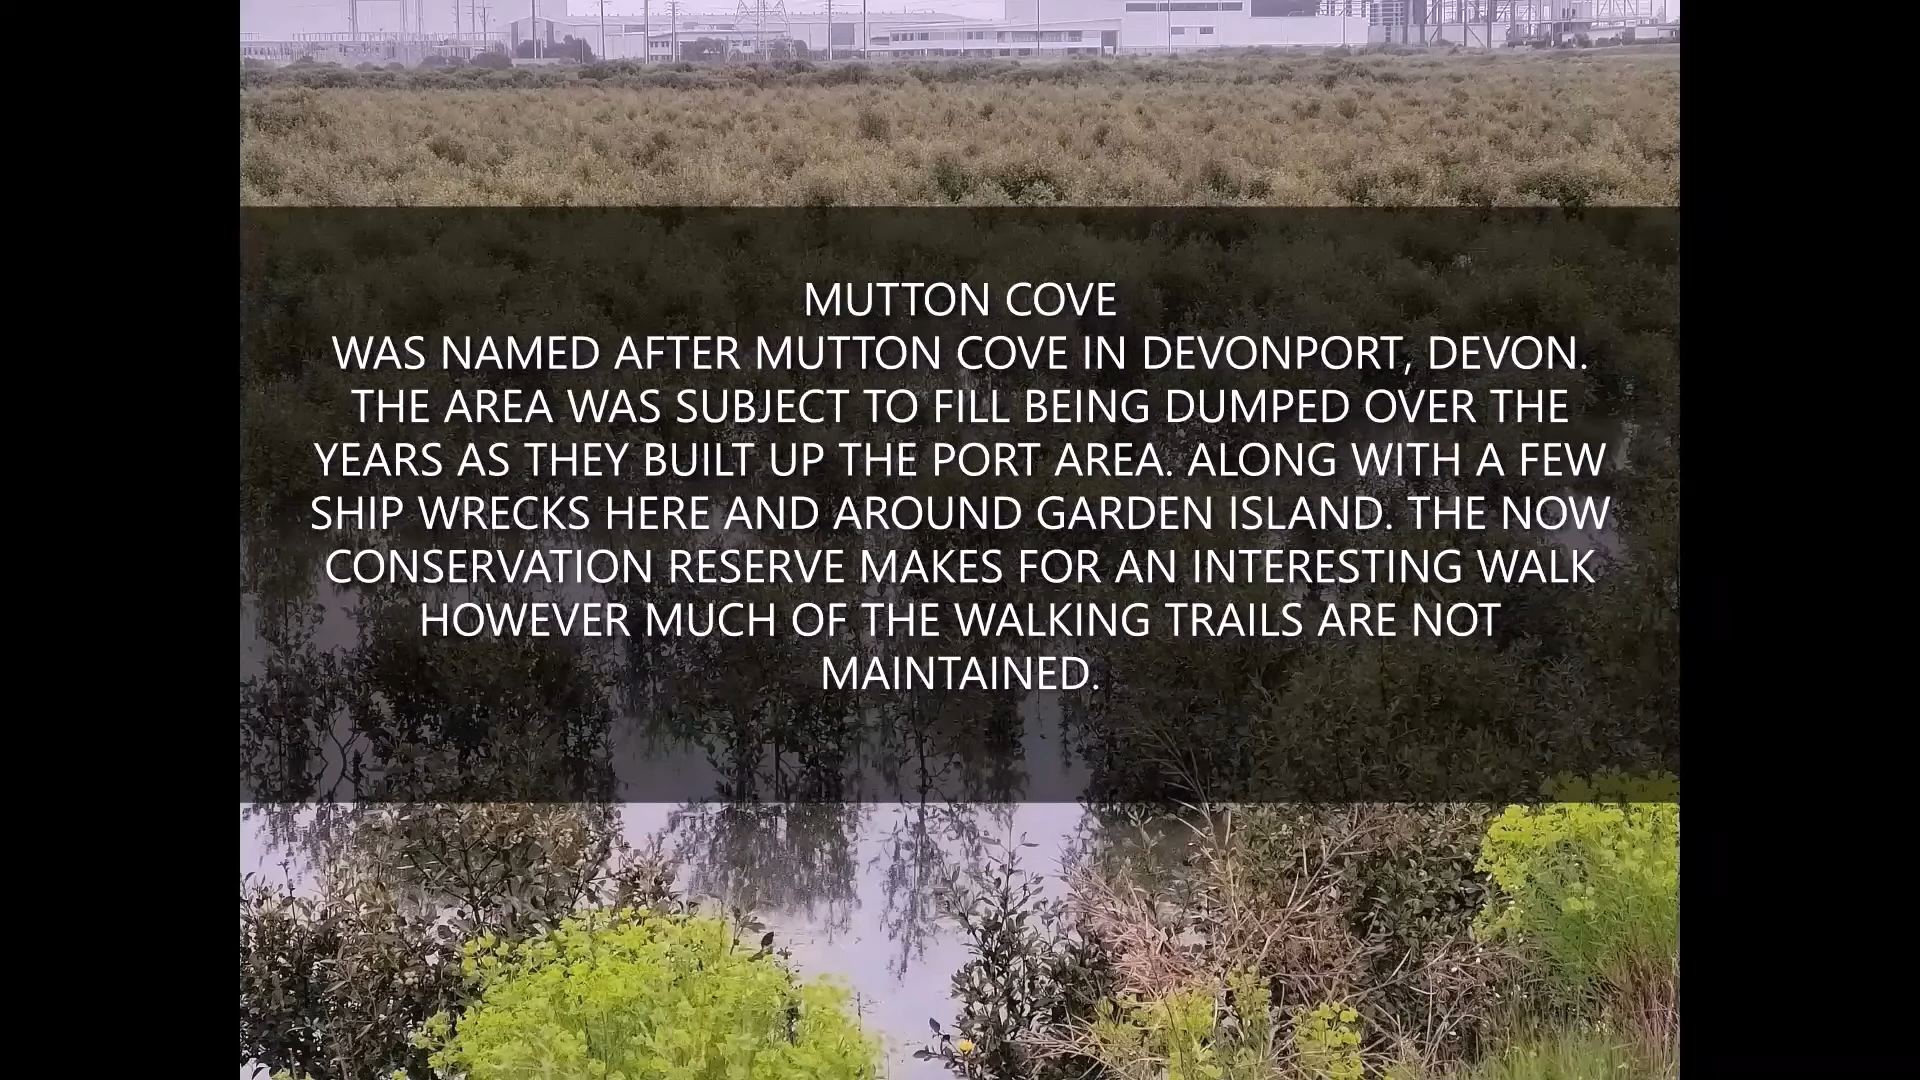 MUTTON COVE
WAS NAMED AFTER MUTTON COVE IN DEVONPORT, DEVON.
THE AREA WAS SUBJECT TO FILL BEING DUMPED OVER THE
YEARS AS THEY BUILT UP THE PORT AREA. ALONG WITH A FEW
SHIP WRECKS HERE AND AROUND GARDEN ISLAND. THE NOW
CONSERVATION RESERVE MAKES FOR AN INTERESTING WALK
HOWEVER MUCH OF THE WALKING TRAILS ARE NOT
MAINTAINED.